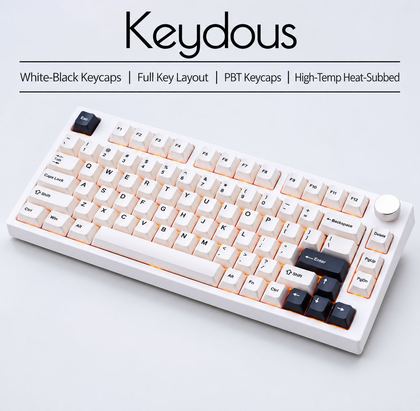 Keydous
White-Black Keycaps | Full Key Layout | PBT Keycaps | High-Temp Heat-Subbed
Esc F1 F2 F3 F4 F5 F6 F7 F8 F9 F10 F11 F12
Backspace Delete
Tab Q W E R T Y U I O P
Caps Lock A S D F G H J K L Enter PgUp
Shift Z X C V B N M Shift PgDn
Ctrl Win Alt Alt Fn Ctrl